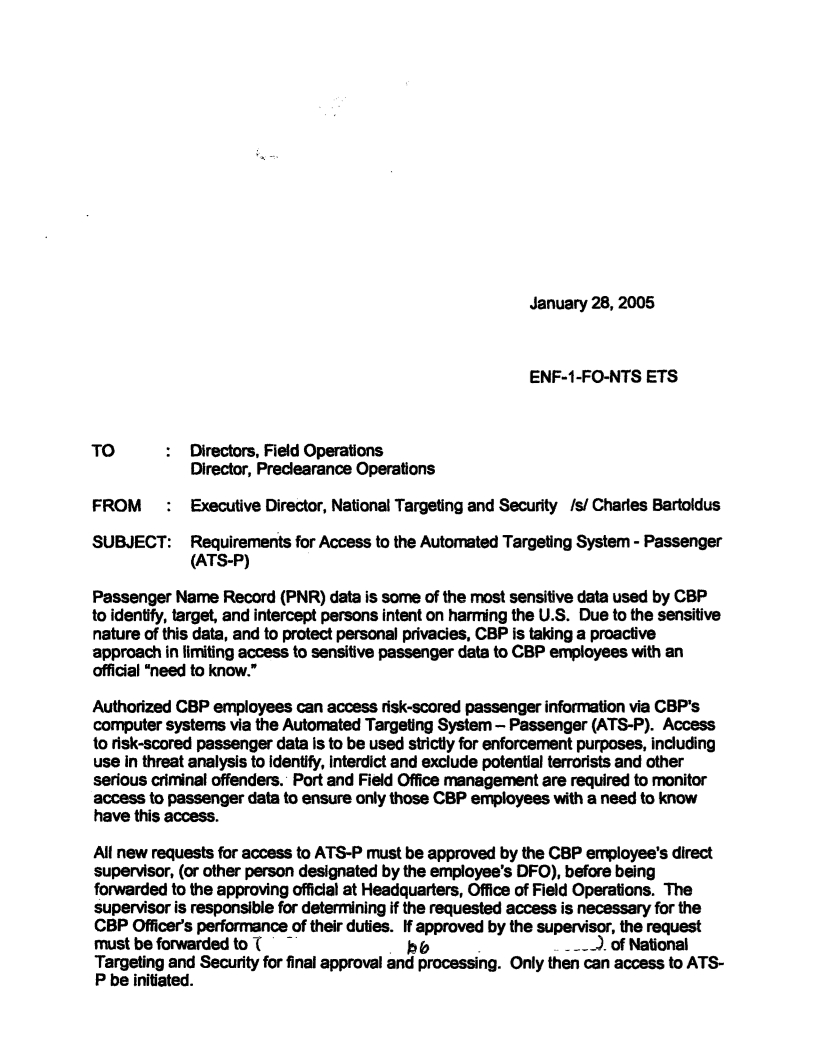 January 28, 2005
ENF-1-FO-NTS ETS
TO : Directors, Field Operations
Director, Preclearance Operations
FROM : Executive Director, National Targeting and Security /s/ Charles Bartoldus
SUBJECT: Requirements for Access to the Automated Targeting System - Passenger
(ATS-P)
Passenger Name Record (PNR) data is some of the most sensitive data used by CBP
to identify, target, and intercept persons intent on harming the U.S. Due to the sensitive
nature of this data, and to protect personal privacies, CBP is taking a proactive
approach in limiting access to sensitive passenger data to CBP employees with an
official "need to know."
Authorized CBP employees can access risk-scored passenger information via CBP's
computer systems via the Automated Targeting System – Passenger (ATS-P). Access
to risk-scored passenger data is to be used strictly for enforcement purposes, including
use in threat analysis to identify, interdict and exclude potential terrorists and other
serious criminal offenders. Port and Field Office management are required to monitor
access to passenger data to ensure only those CBP employees with a need to know
have this access.
All new requests for access to ATS-P must be approved by the CBP employee's direct
supervisor, (or other person designated by the employee's DFO), before being
forwarded to the approving official at Headquarters, Office of Field Operations. The
supervisor is responsible for determining if the requested access is necessary for the
CBP Officer's performance of their duties. If approved by the supervisor, the request
must be forwarded to ( b6 ). of National
Targeting and Security for final approval and processing. Only then can access to ATS-
P be initiated.